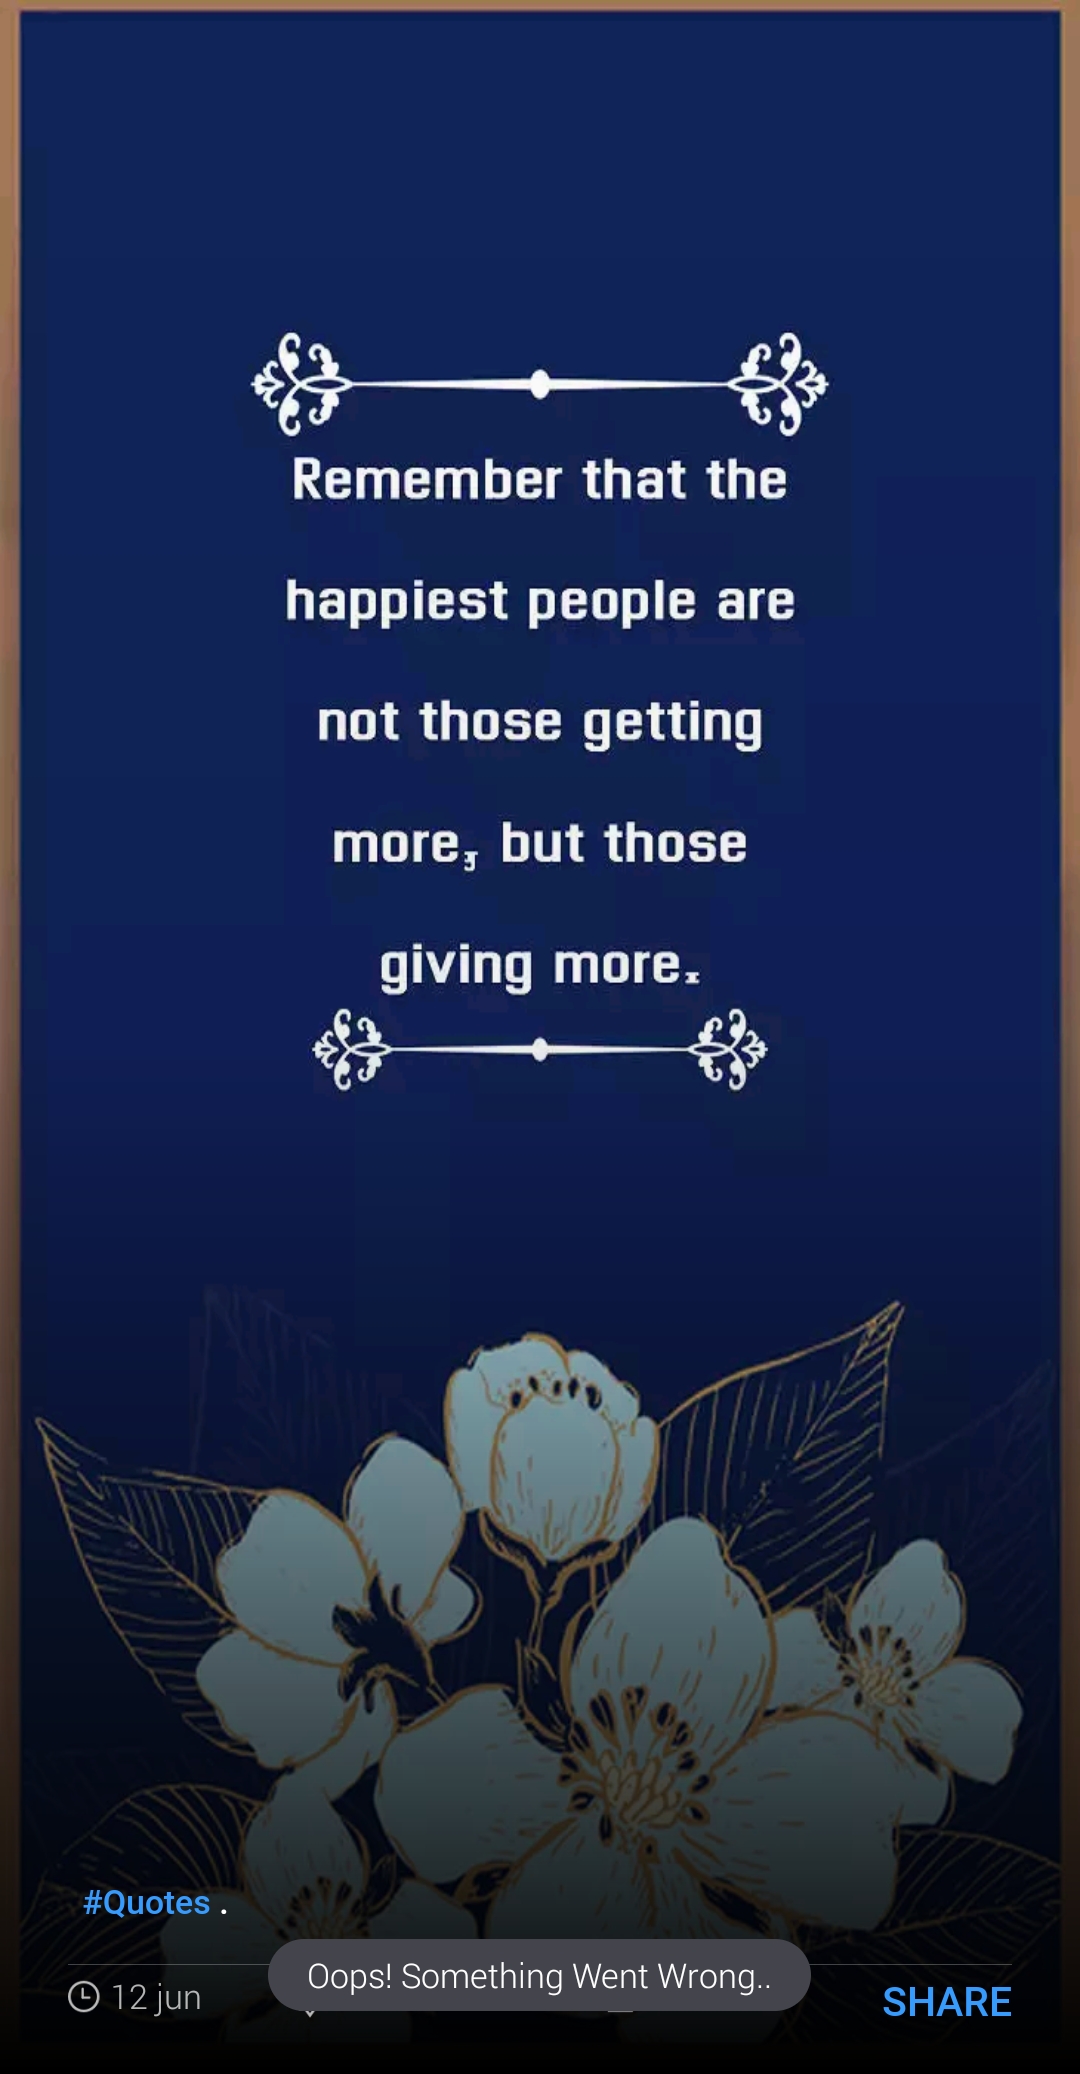 Remember that the
happiest people are
not those getting
more, but those
giving more.
#Quotes .
Oops! Something Went Wrong..
12 jun
SHARE